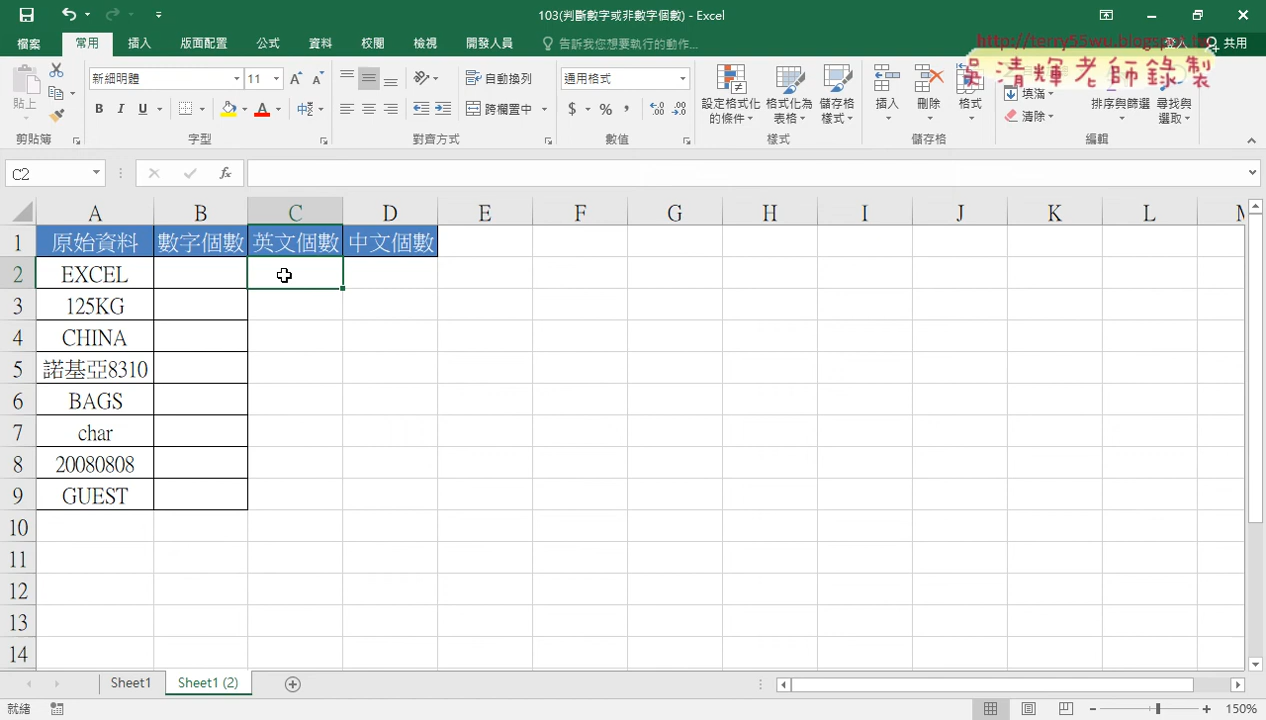 103(判斷數字或非數字個數) - Excel
http://terry55wu.blogspot.tw
吳清輝老師錄製
檔案 常用 插入 版面配置 公式 資料 校閱 檢視 開發人員 告訴我您想要執行的動作... 登入 共用
貼上 新細明體 11 自動換列 通用格式
B I U 中 跨欄置中 $ % , .00
設定格式化的條件 格式化為表格 儲存格樣式 插入 刪除 格式 填滿 清除 排序與篩選 尋找與選取
剪貼簿 字型 對齊方式 數值 樣式 儲存格 編輯
C2 fx
A B C D E F G H I J K L M
1 原始資料 數字個數 英文個數 中文個數
2 EXCEL
3 125KG
4 CHINA
5 諾基亞8310
6 BAGS
7 char
8 20080808
9 GUEST
10
11
12
13
14
Sheet1 Sheet1 (2)
就緒 150%